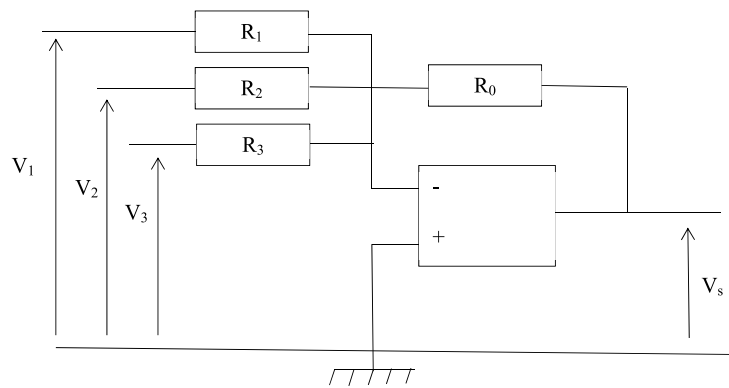 R₁
R₂
R₀
R₃
V₁
V₂
V₃
-
+
Vₛ